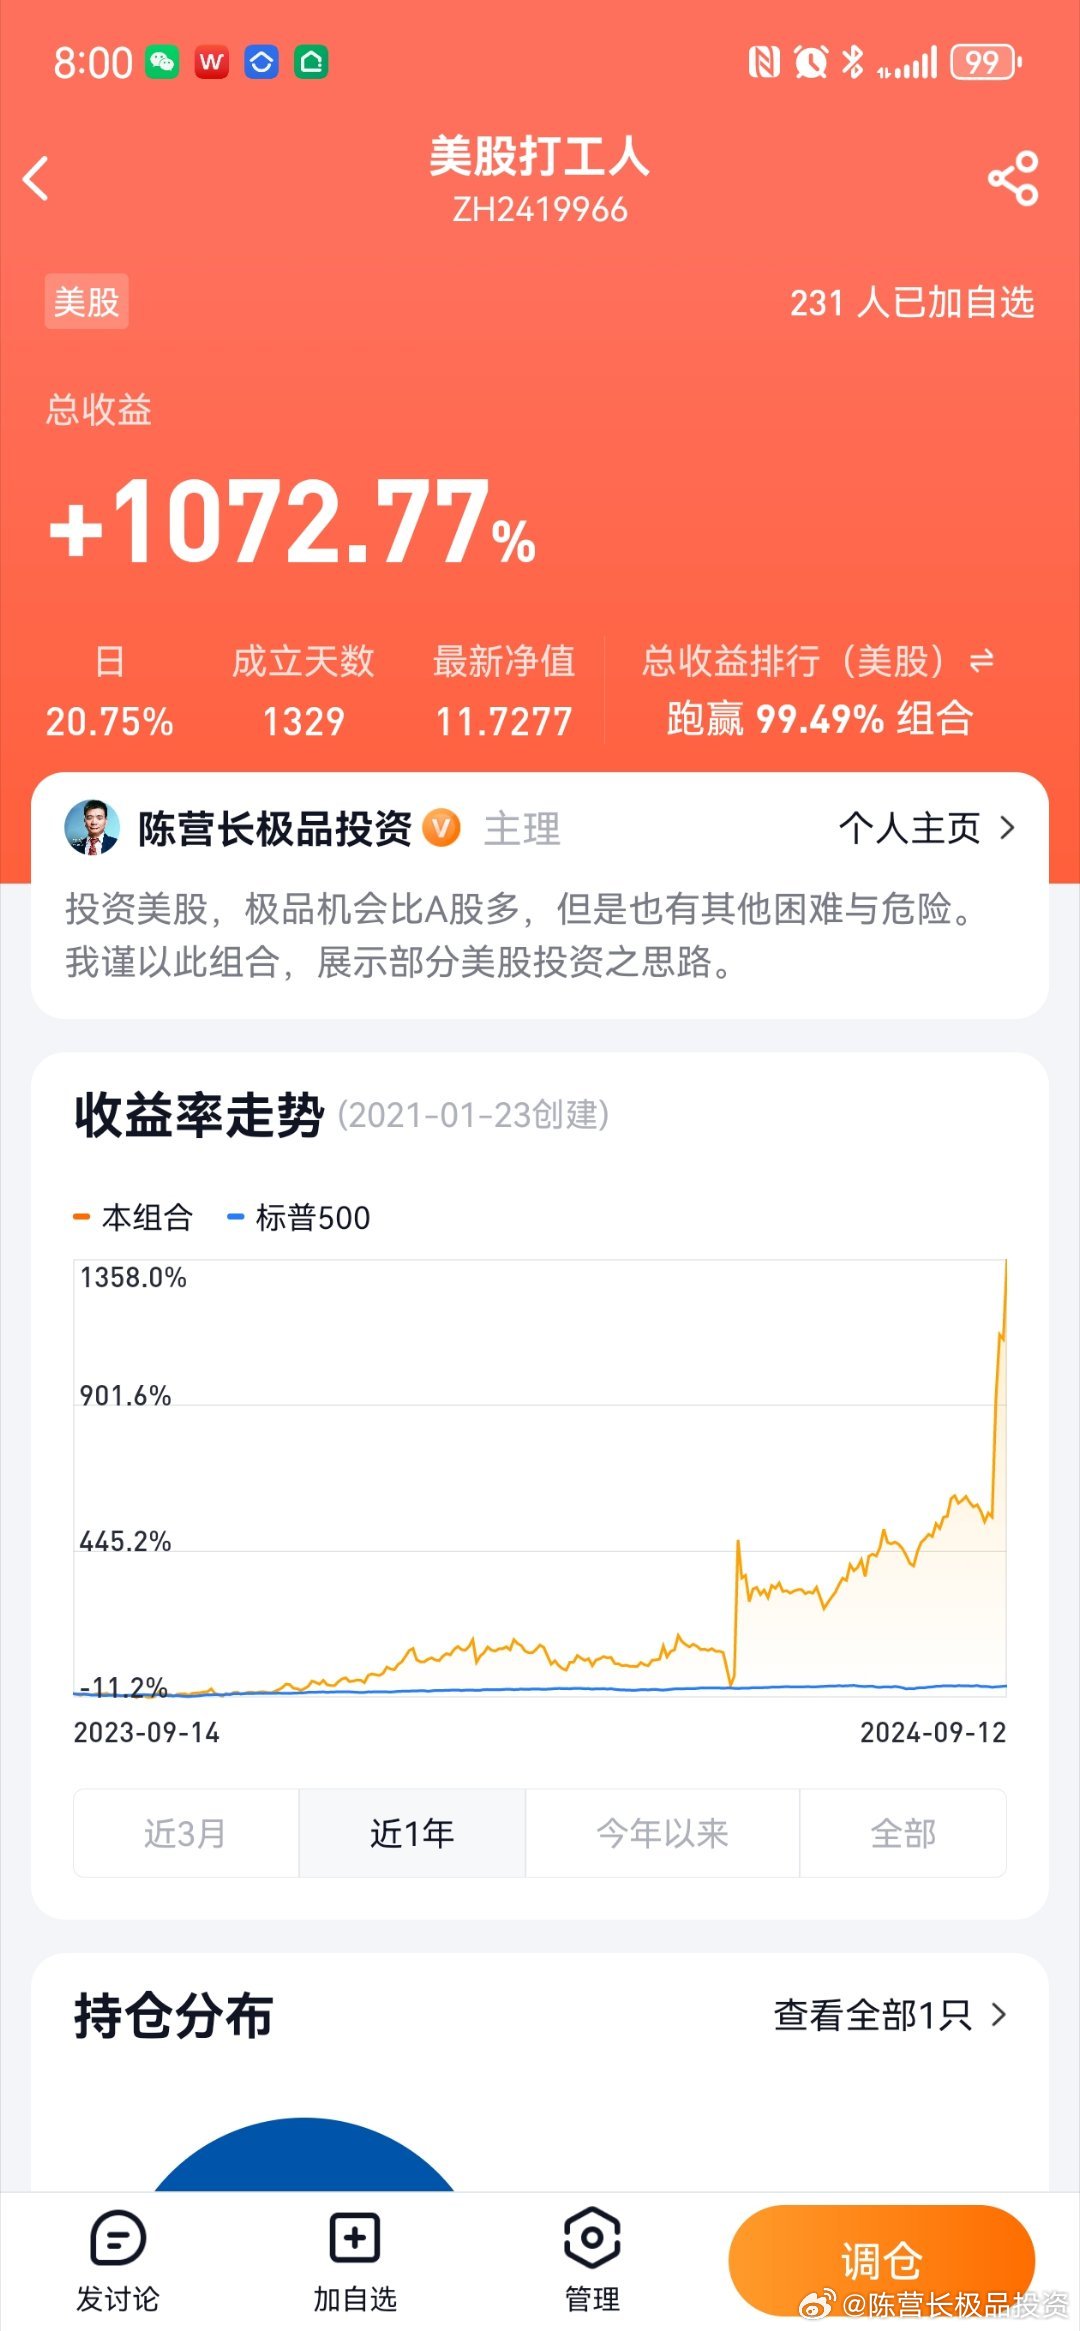 8:00 W 99
美股打工人
ZH2419966
美股 231 人已加自选
总收益
+1072.77%
日 成立天数 最新净值 总收益排行（美股）
20.75% 1329 11.7277 跑赢 99.49% 组合
陈营长极品投资 V 主理 个人主页
投资美股，极品机会比A股多，但是也有其他困难与危险。
我谨以此组合，展示部分美股投资之思路。
收益率走势 (2021-01-23创建)
本组合 标普500
1358.0%
901.6%
445.2%
-11.2%
2023-09-14 2024-09-12
近3月 近1年 今年以来 全部
持仓分布 查看全部1只
调仓
发讨论 加自选 管理
@陈营长极品投资